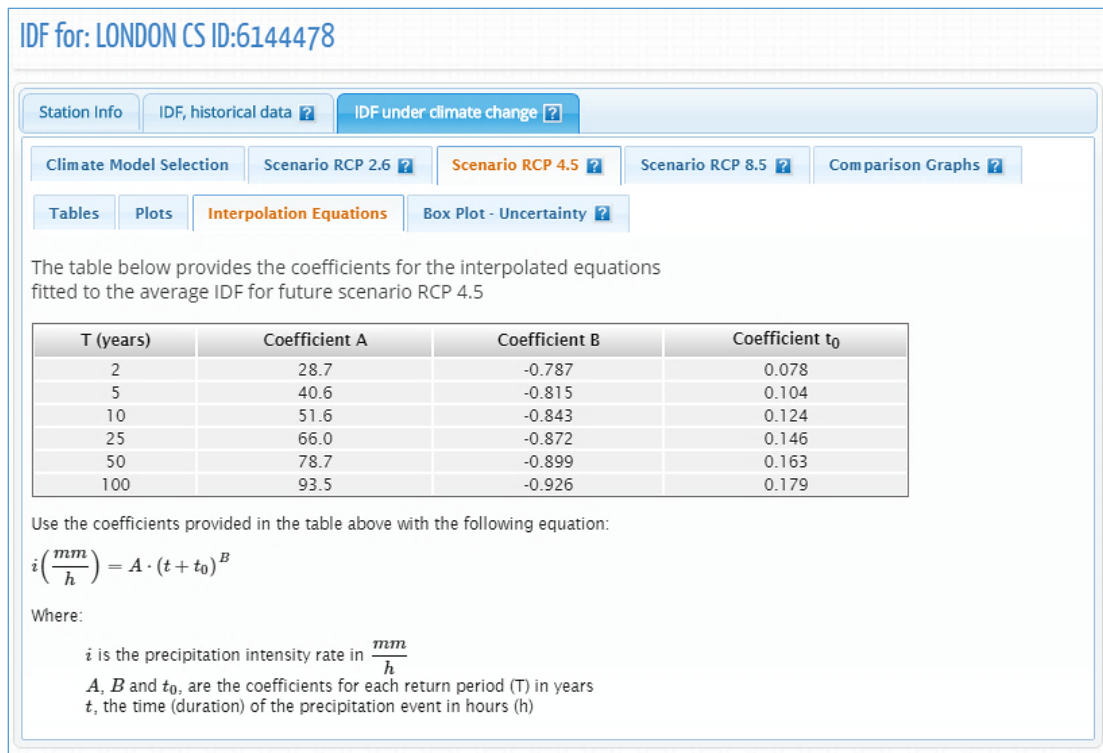 IDF for: LONDON CS ID:6144478
Station Info IDF, historical data ? IDF under climate change ?
Climate Model Selection Scenario RCP 2.6 ? Scenario RCP 4.5 ? Scenario RCP 8.5 ? Comparison Graphs ?
Tables Plots Interpolation Equations Box Plot - Uncertainty ?
The table below provides the coefficients for the interpolated equations
fitted to the average IDF for future scenario RCP 4.5
T (years) Coefficient A Coefficient B Coefficient t₀
2 28.7 -0.787 0.078
5 40.6 -0.815 0.104
10 51.6 -0.843 0.124
25 66.0 -0.872 0.146
50 78.7 -0.899 0.163
100 93.5 -0.926 0.179
Use the coefficients provided in the table above with the following equation:
i(mm/h) = A · (t + t₀)^B
Where:
i is the precipitation intensity rate in mm/h
A, B and t₀, are the coefficients for each return period (T) in years
t, the time (duration) of the precipitation event in hours (h)